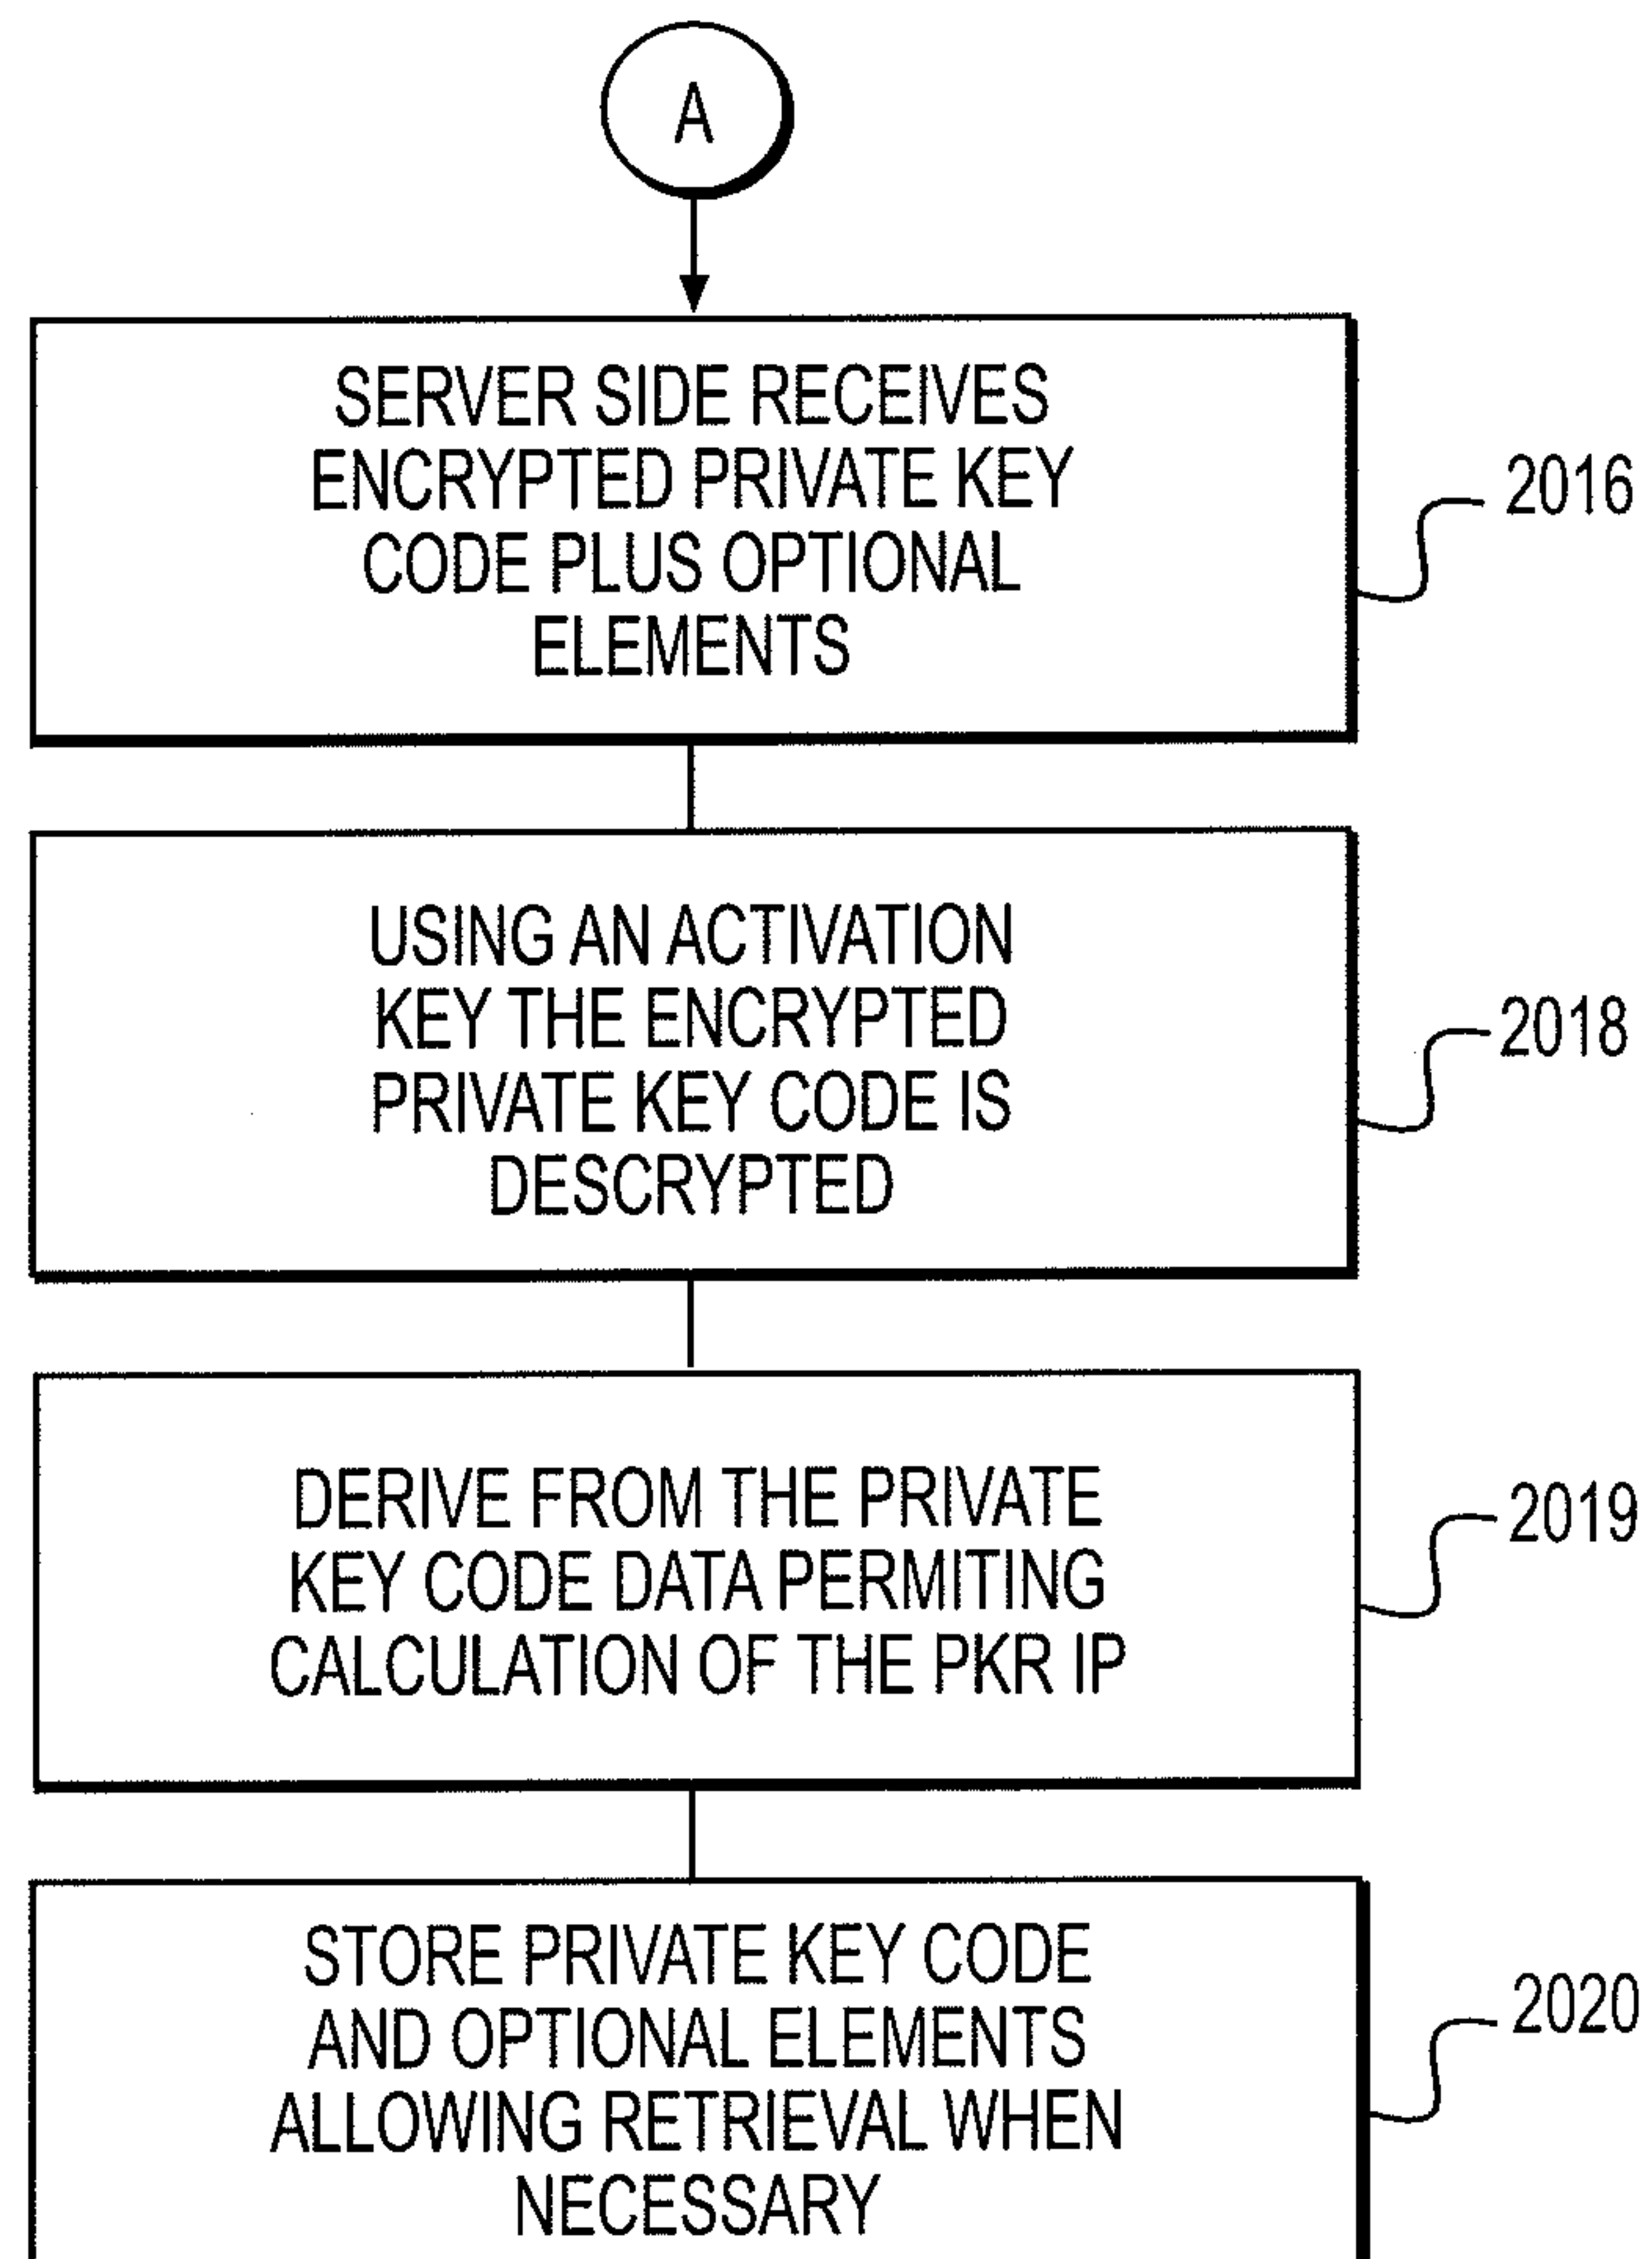 A
SERVER SIDE RECEIVES
ENCRYPTED PRIVATE KEY
CODE PLUS OPTIONAL
ELEMENTS
2016
USING AN ACTIVATION
KEY THE ENCRYPTED
PRIVATE KEY CODE IS
DESCRYPTED
2018
DERIVE FROM THE PRIVATE
KEY CODE DATA PERMITING
CALCULATION OF THE PKR IP
2019
STORE PRIVATE KEY CODE
AND OPTIONAL ELEMENTS
ALLOWING RETRIEVAL WHEN
NECESSARY
2020